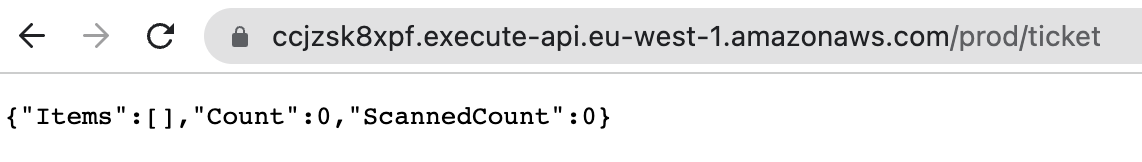 ccjzsk8xpf.execute-api.eu-west-1.amazonaws.com/prod/ticket
{"Items":[],"Count":0,"ScannedCount":0}